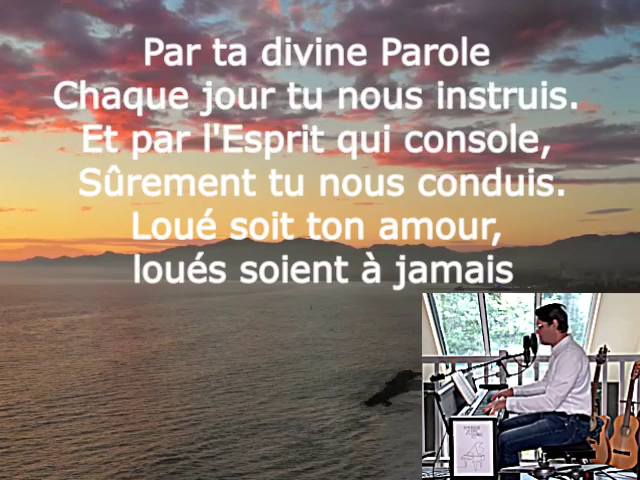 Par ta divine Parole
Chaque jour tu nous instruis.
Et par l'Esprit qui console,
Sûrement tu nous conduis.
Loué soit ton amour,
loués soient à jamais